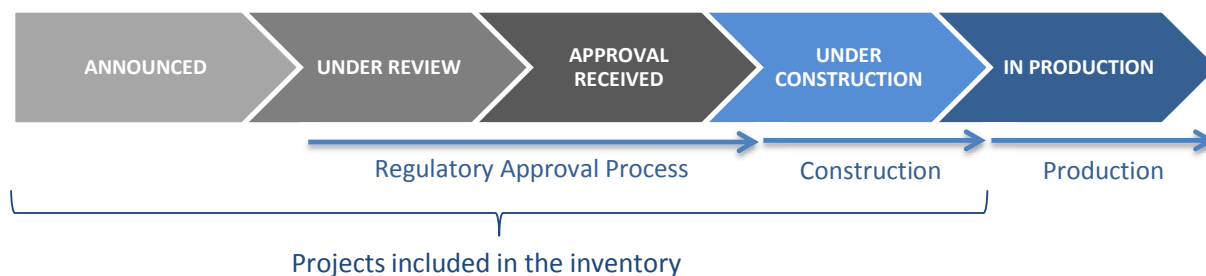 ANNOUNCED
UNDER REVIEW
APPROVAL
RECEIVED
UNDER
CONSTRUCTION
IN PRODUCTION
Regulatory Approval Process
Construction
Production
Projects included in the inventory